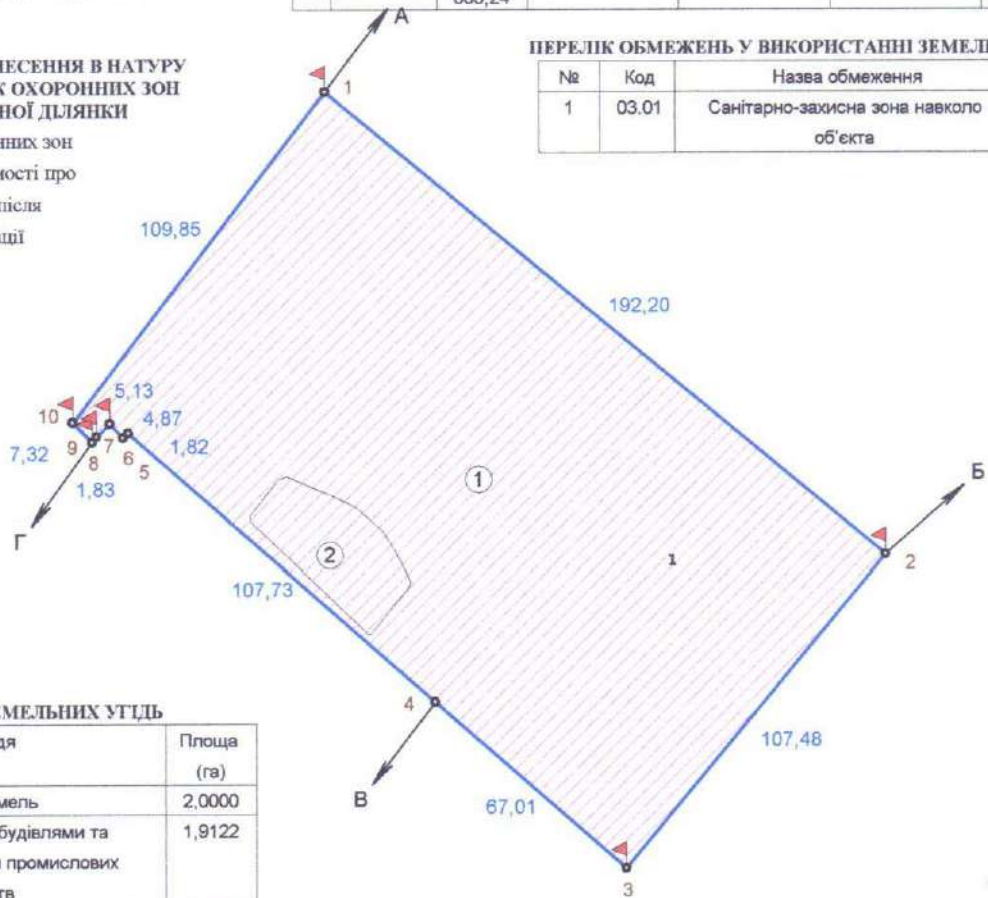 А
НЕСЕННЯ В НАТУРУ
К ОХОРОННИХ ЗОН
НОЇ ДІЛЯНКИ
нних зон
мості про
після
ції
ПЕРЕЛІК ОБМЕЖЕНЬ У ВИКОРИСТАННІ ЗЕМЕЛ
№ Код Назва обмеження
1 03.01 Санітарно-захисна зона навколо
об'єкта
1
109,85
192,20
5,13
10
4,87
9
7
7,32
8
6
1,82
5
1,83
1
Б
Г
2
1
2
107,73
4
107,48
В
67,01
3
ЕМЕЛЬНИХ УГІДЬ
дя Площа
(га)
мель 2,0000
будівлями та 1,9122
и промислових
тв